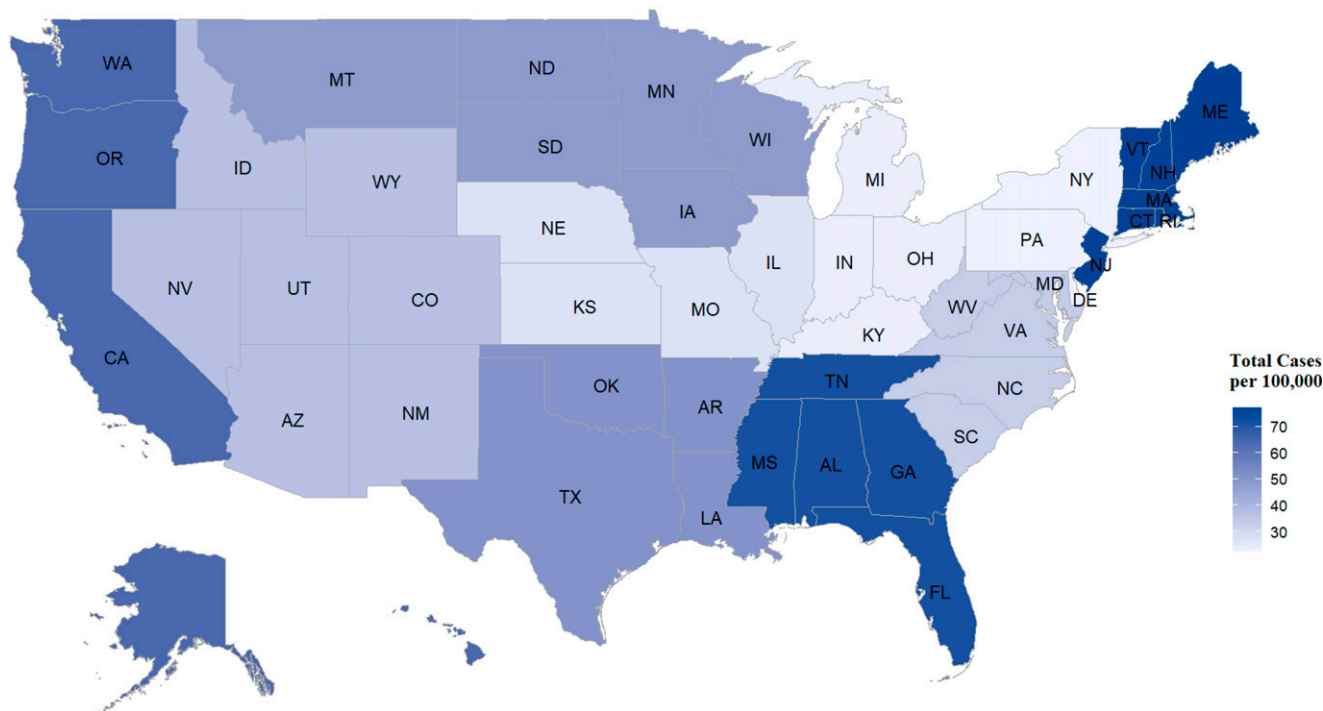 WA
MT
ND
MN
ME
OR
ID
SD
WI
VT
NH
WY
MI
NY
MA
CT
RI
IA
NE
PA
NV
UT
CO
IL
IN
OH
NJ
MD
DE
WV
KS
MO
KY
VA
CA
OK
TN
NC
AZ
NM
AR
SC
MS
AL
GA
TX
LA
FL
Total Cases
per 100,000
70
60
50
40
30